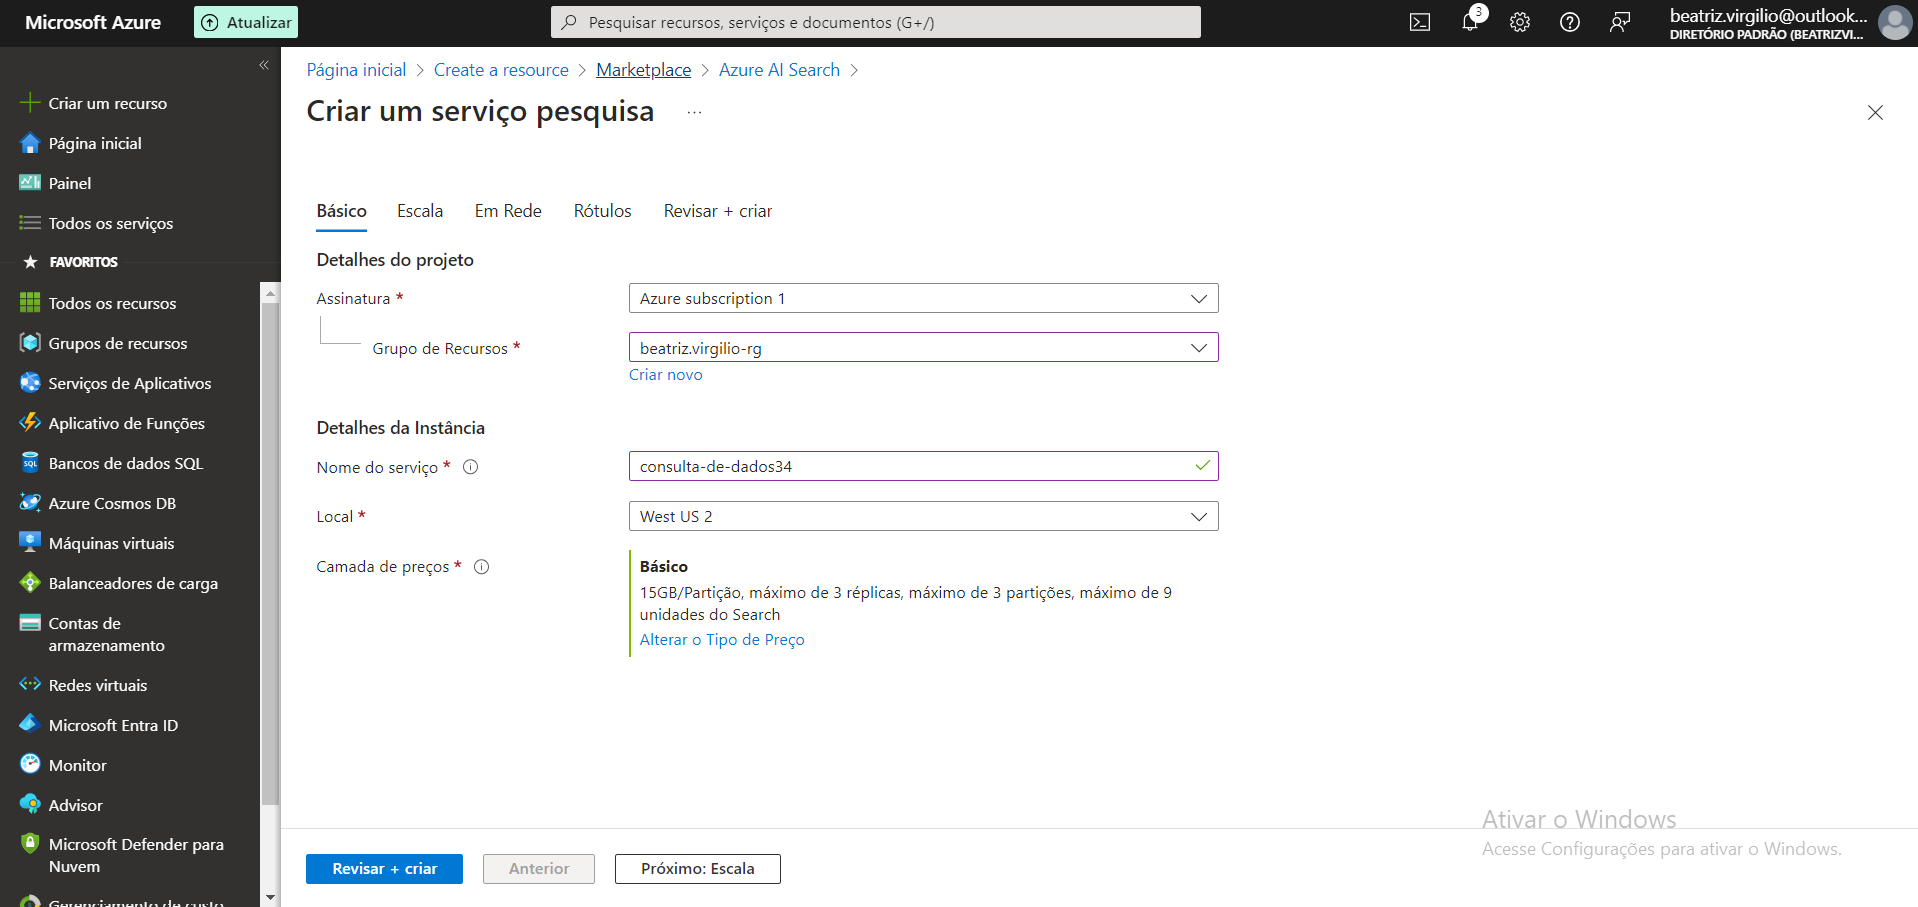 Microsoft Azure
Atualizar
Pesquisar recursos, serviços e documentos (G+/)
3
beatriz.virgilio@outlook...
DIRETÓRIO PADRÃO (BEATRIZVI...
Criar um recurso
Página inicial
Painel
Todos os serviços
FAVORITOS
Todos os recursos
Grupos de recursos
Serviços de Aplicativos
Aplicativo de Funções
Bancos de dados SQL
Azure Cosmos DB
Máquinas virtuais
Balanceadores de carga
Contas de
armazenamento
Redes virtuais
Microsoft Entra ID
Monitor
Advisor
Microsoft Defender para
Nuvem
Gerenciamento de custo
Página inicial > Create a resource > Marketplace > Azure AI Search >
Criar um serviço pesquisa ...
Básico Escala Em Rede Rótulos Revisar + criar
Detalhes do projeto
Assinatura * Azure subscription 1
Grupo de Recursos * beatriz.virgilio-rg
Criar novo
Detalhes da Instância
Nome do serviço * consulta-de-dados34
Local * West US 2
Camada de preços * Básico
15GB/Partição, máximo de 3 réplicas, máximo de 3 partições, máximo de 9
unidades do Search
Alterar o Tipo de Preço
Ativar o Windows
Acesse Configurações para ativar o Windows.
Revisar + criar Anterior Próximo: Escala